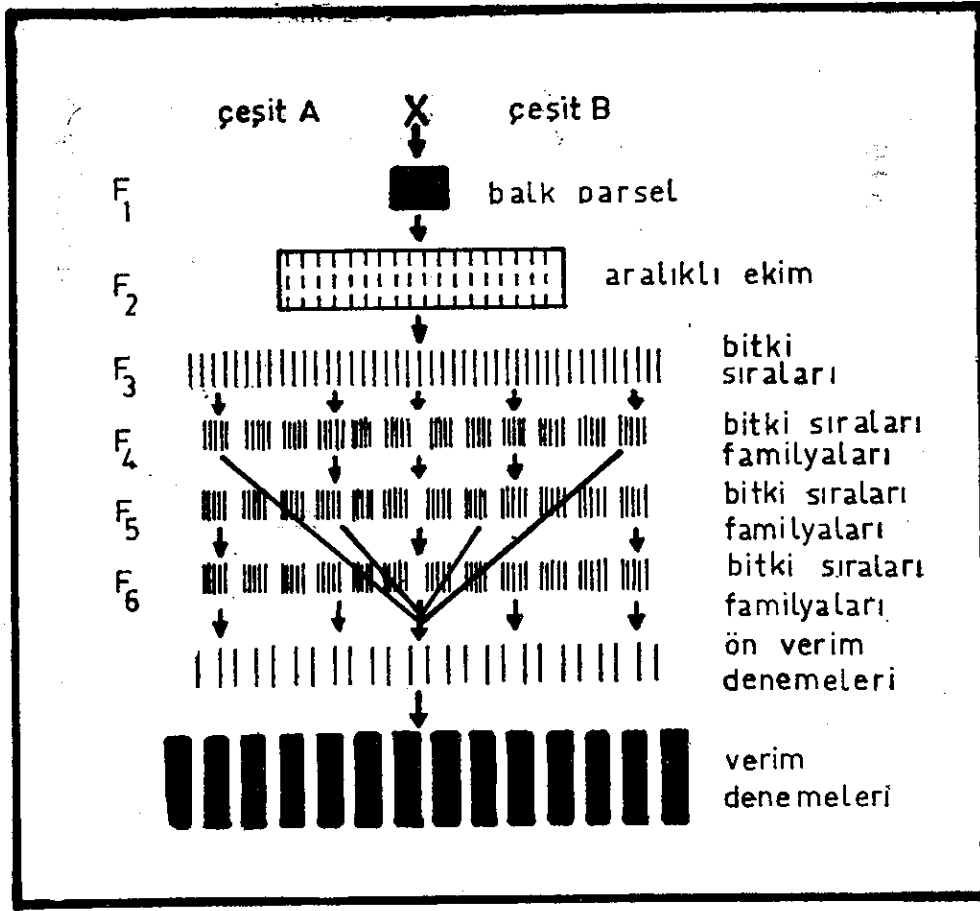 çeşit A X çeşit B
F1 balk parsel
F2 aralıklı ekim
F3 bitki
sıraları
F4 bitki sıraları
familyaları
F5 bitki sıraları
familyaları
F6 bitki sıraları
familyaları
ön verim
denemeleri
verim
denemeleri